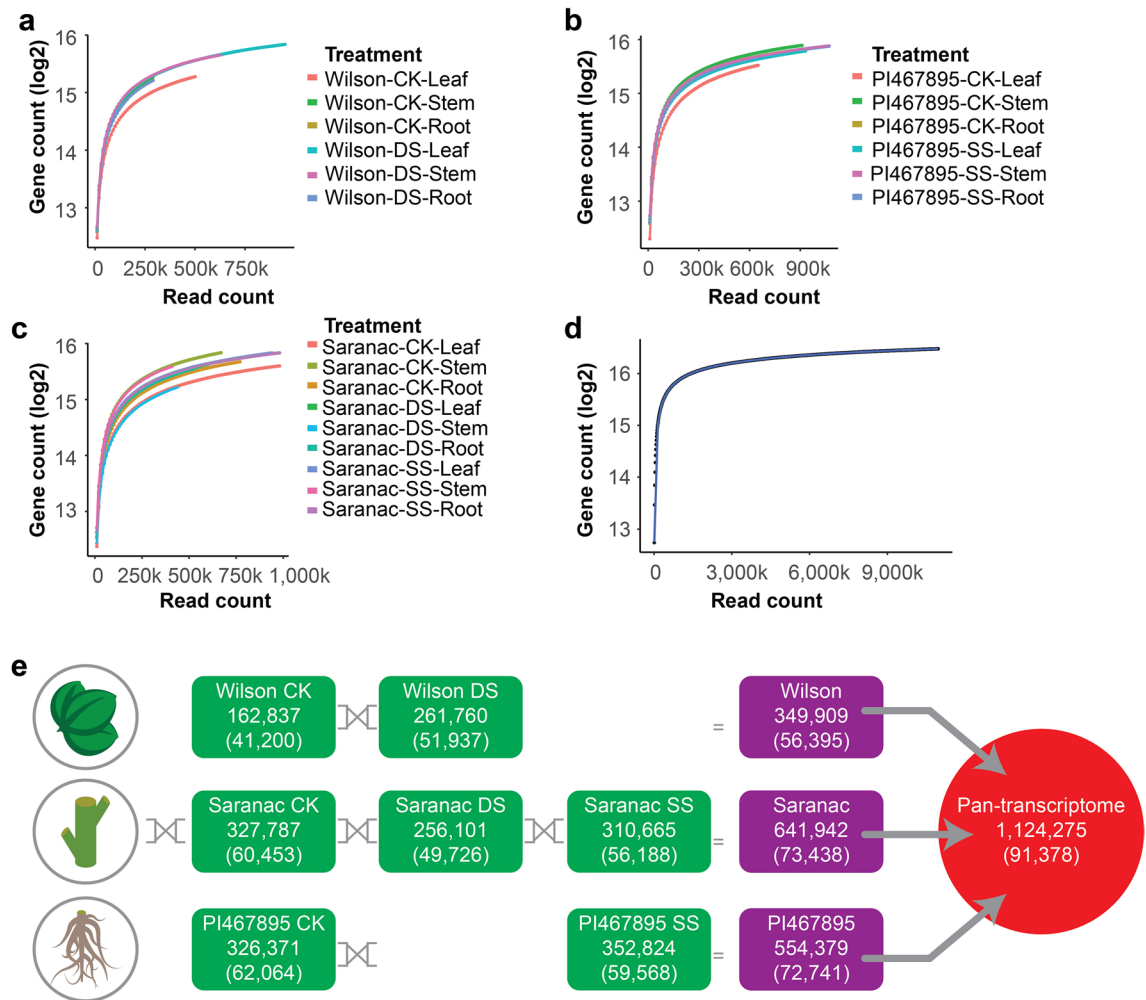 a
16
15
14
13
0
250k
500k
750k
Gene count (log2)
Read count
Treatment
Wilson-CK-Leaf
Wilson-CK-Stem
Wilson-CK-Root
Wilson-DS-Leaf
Wilson-DS-Stem
Wilson-DS-Root
b
16
15
14
13
0
300k
600k
900k
Gene count (log2)
Read count
Treatment
PI467895-CK-Leaf
PI467895-CK-Stem
PI467895-CK-Root
PI467895-SS-Leaf
PI467895-SS-Stem
PI467895-SS-Root
c
16
15
14
13
0
250k
500k
750k
1,000k
Gene count (log2)
Read count
Treatment
Saranac-CK-Leaf
Saranac-CK-Stem
Saranac-CK-Root
Saranac-DS-Leaf
Saranac-DS-Stem
Saranac-DS-Root
Saranac-SS-Leaf
Saranac-SS-Stem
Saranac-SS-Root
d
16
15
14
13
0
3,000k
6,000k
9,000k
Gene count (log2)
Read count
e
Wilson CK
162,837
(41,200)
Wilson DS
261,760
(51,937)
=
Wilson
349,909
(56,395)
Saranac CK
327,787
(60,453)
Saranac DS
256,101
(49,726)
Saranac SS
310,665
(56,188)
=
Saranac
641,942
(73,438)
PI467895 CK
326,371
(62,064)
PI467895 SS
352,824
(59,568)
=
PI467895
554,379
(72,741)
Pan-transcriptome
1,124,275
(91,378)